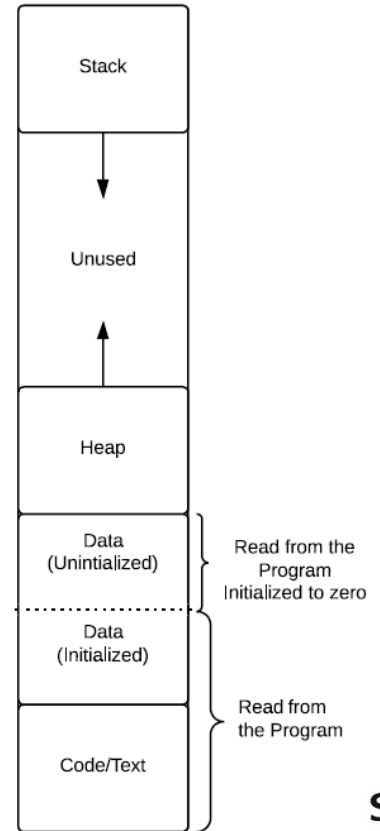 Stack
Unused
Heap
Data
(Unintialized)
Read from the
Program
Initialized to zero
Data
(Initialized)
Read from
the Program
Code/Text
S